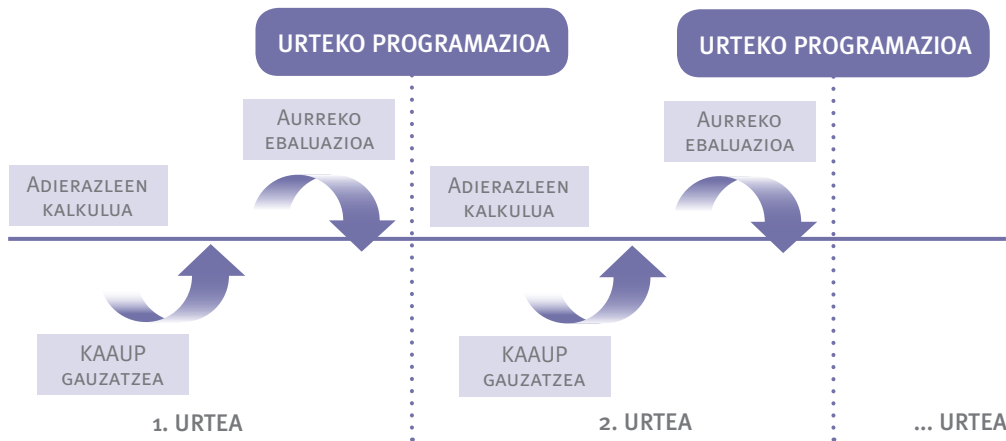 URTEKO PROGRAMAZIOA
URTEKO PROGRAMAZIOA
AURREKO
EBALUAZIOA
AURREKO
EBALUAZIOA
ADIERAZLEEN
KALKULUA
ADIERAZLEEN
KALKULUA
KAAUP
GAUZATZEA
KAAUP
GAUZATZEA
1. URTEA
2. URTEA
... URTEA